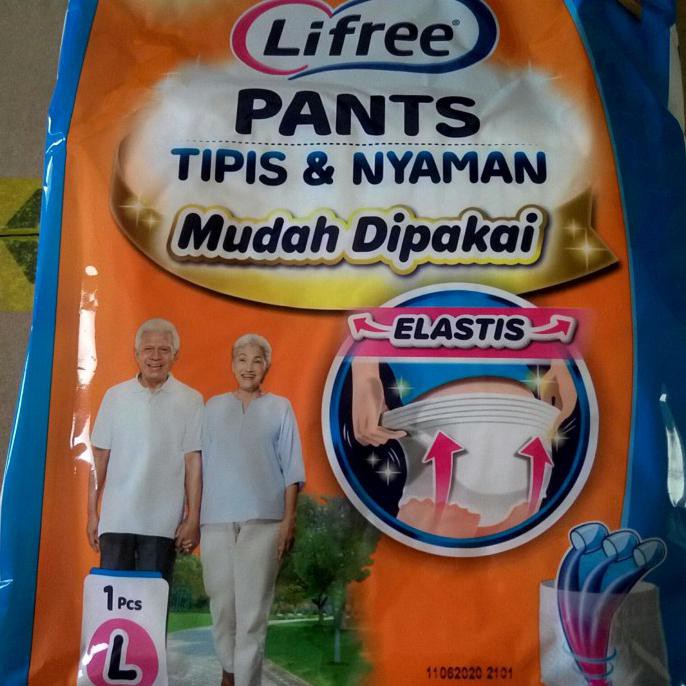 Lifree®
PANTS
TIPIS & NYAMAN
Mudah Dipakai
ELASTIS
1 Pcs
L
11062020 2101